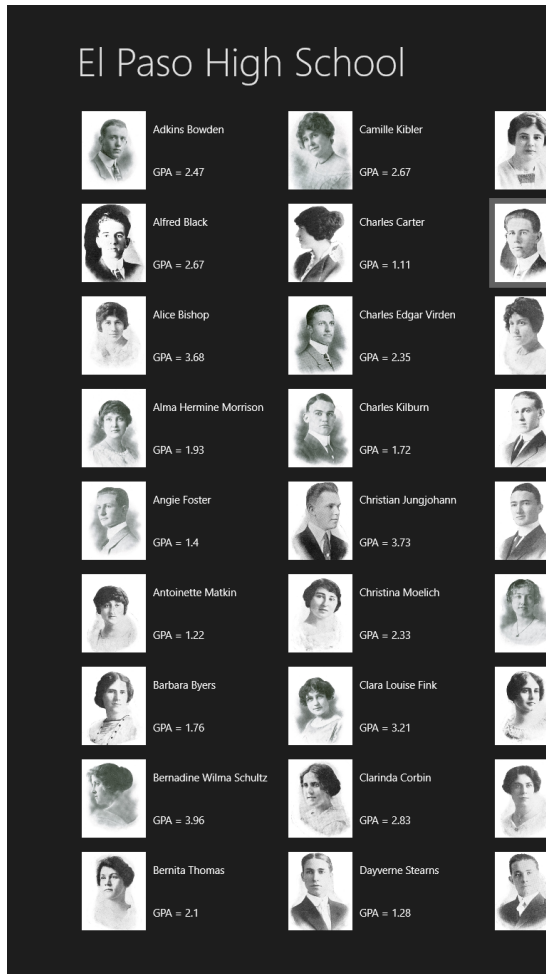 El Paso High School
Adkins Bowden
GPA = 2.47
Alfred Black
GPA = 2.67
Alice Bishop
GPA = 3.68
Alma Hermine Morrison
GPA = 1.93
Angie Foster
GPA = 1.4
Antoinette Matkin
GPA = 1.22
Barbara Byers
GPA = 1.76
Bernadine Wilma Schultz
GPA = 3.96
Bernita Thomas
GPA = 2.1
Camille Kibler
GPA = 2.67
Charles Carter
GPA = 1.11
Charles Edgar Virden
GPA = 2.35
Charles Kilburn
GPA = 1.72
Christian Jungjohann
GPA = 3.73
Christina Moelich
GPA = 2.33
Clara Louise Fink
GPA = 3.21
Clarinda Corbin
GPA = 2.83
Dayverne Stearns
GPA = 1.28